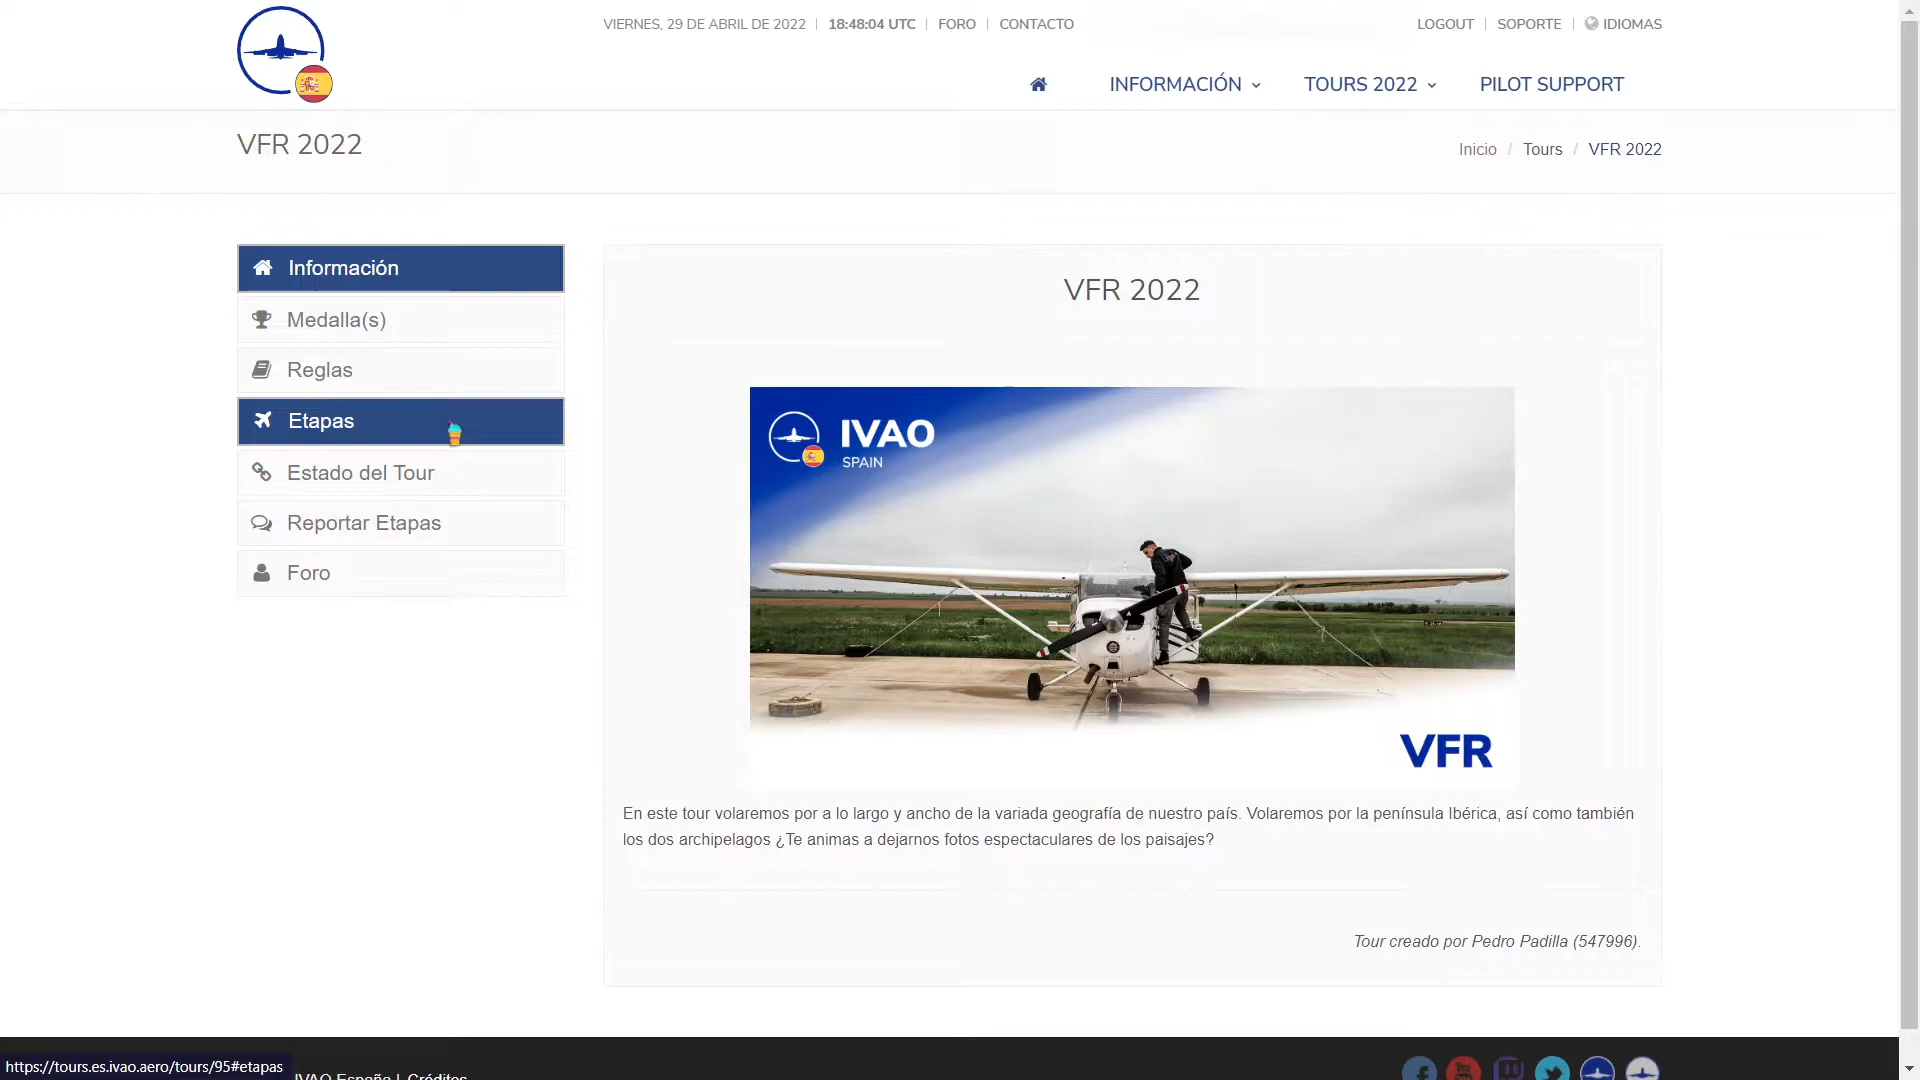 VIERNES, 29 DE ABRIL DE 2022 18:48:04 UTC FORO CONTACTO
LOGOUT SOPORTE IDIOMAS
INFORMACIÓN TOURS 2022 PILOT SUPPORT
VFR 2022
Inicio / Tours / VFR 2022
Información
Medalla(s)
Reglas
Etapas
Estado del Tour
Reportar Etapas
Foro
VFR 2022
IVAO
SPAIN
VFR
En este tour volaremos por a lo largo y ancho de la variada geografía de nuestro país. Volaremos por la península Ibérica, así como también
los dos archipelagos ¿Te animas a dejarnos fotos espectaculares de los paisajes?
Tour creado por Pedro Padilla (547996).
https://tours.es.ivao.aero/tours/95#etapas
IVAO España | Créditos